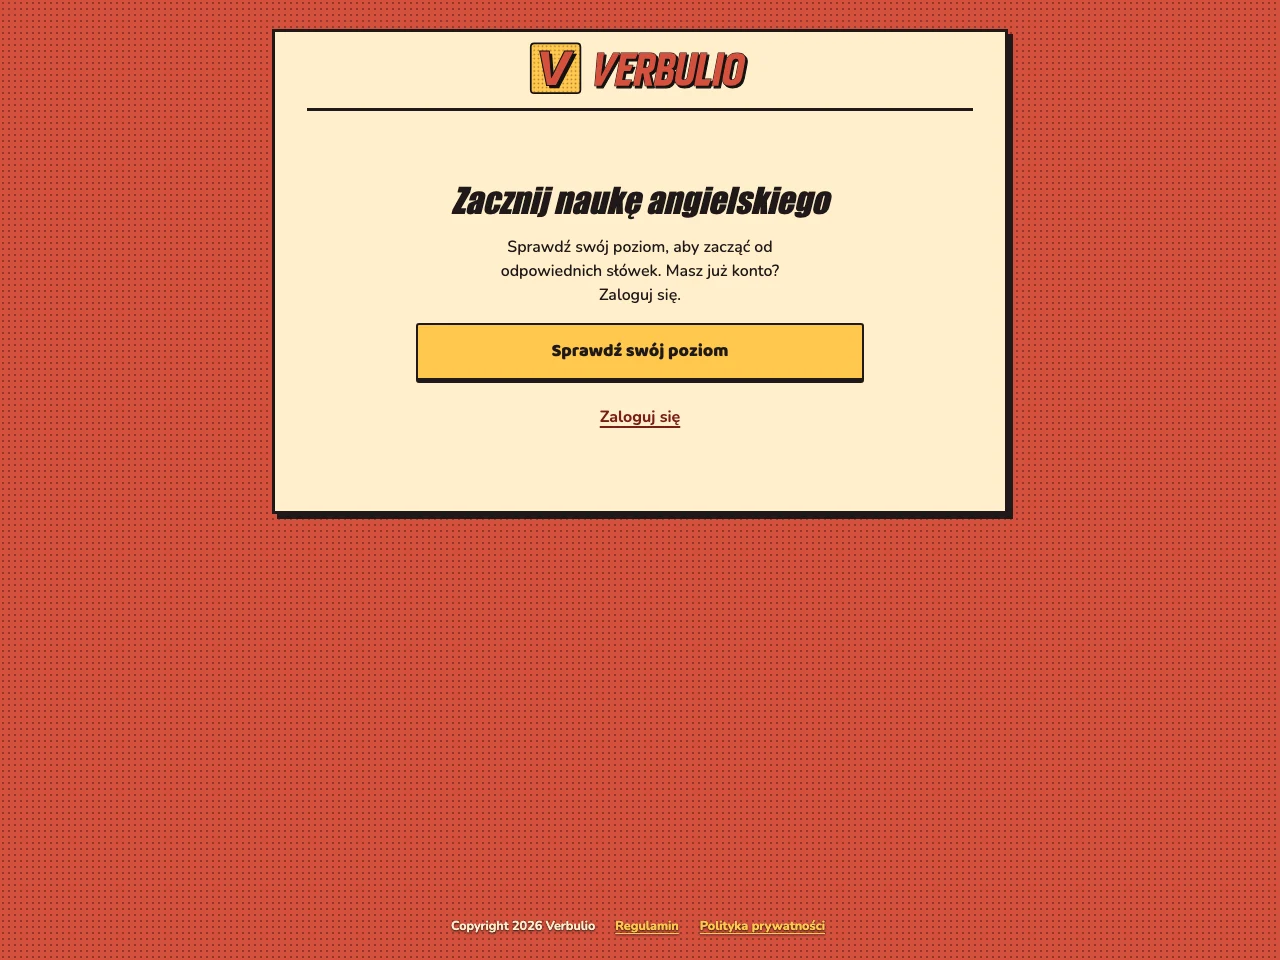 V VERBULIO
Zacznij naukę angielskiego
Sprawdź swój poziom, aby zacząć od
odpowiednich słówek. Masz już konto?
Zaloguj się.
Sprawdź swój poziom
Zaloguj się
Copyright 2026 Verbulio Regulamin Polityka prywatności